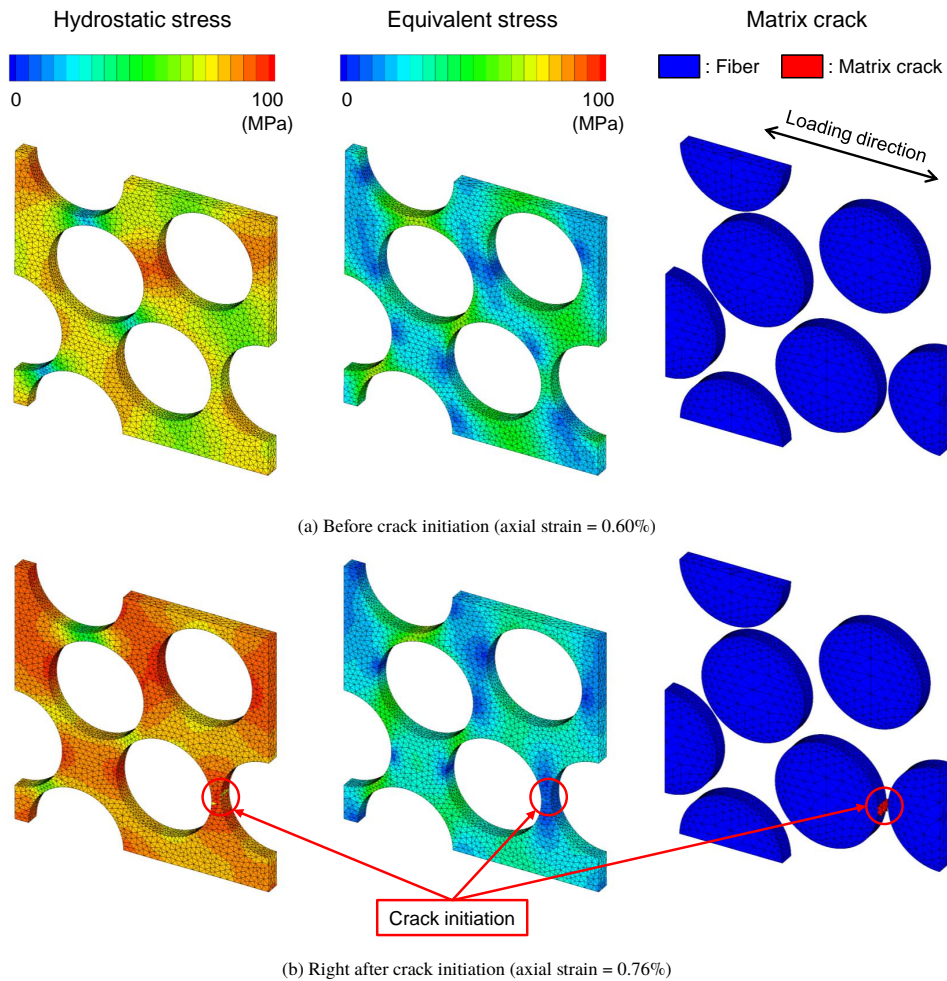 Hydrostatic stress
Equivalent stress
Matrix crack
0
100
(MPa)
0
100
(MPa)
: Fiber
: Matrix crack
Loading direction
(a) Before crack initiation (axial strain = 0.60%)
Crack initiation
(b) Right after crack initiation (axial strain = 0.76%)